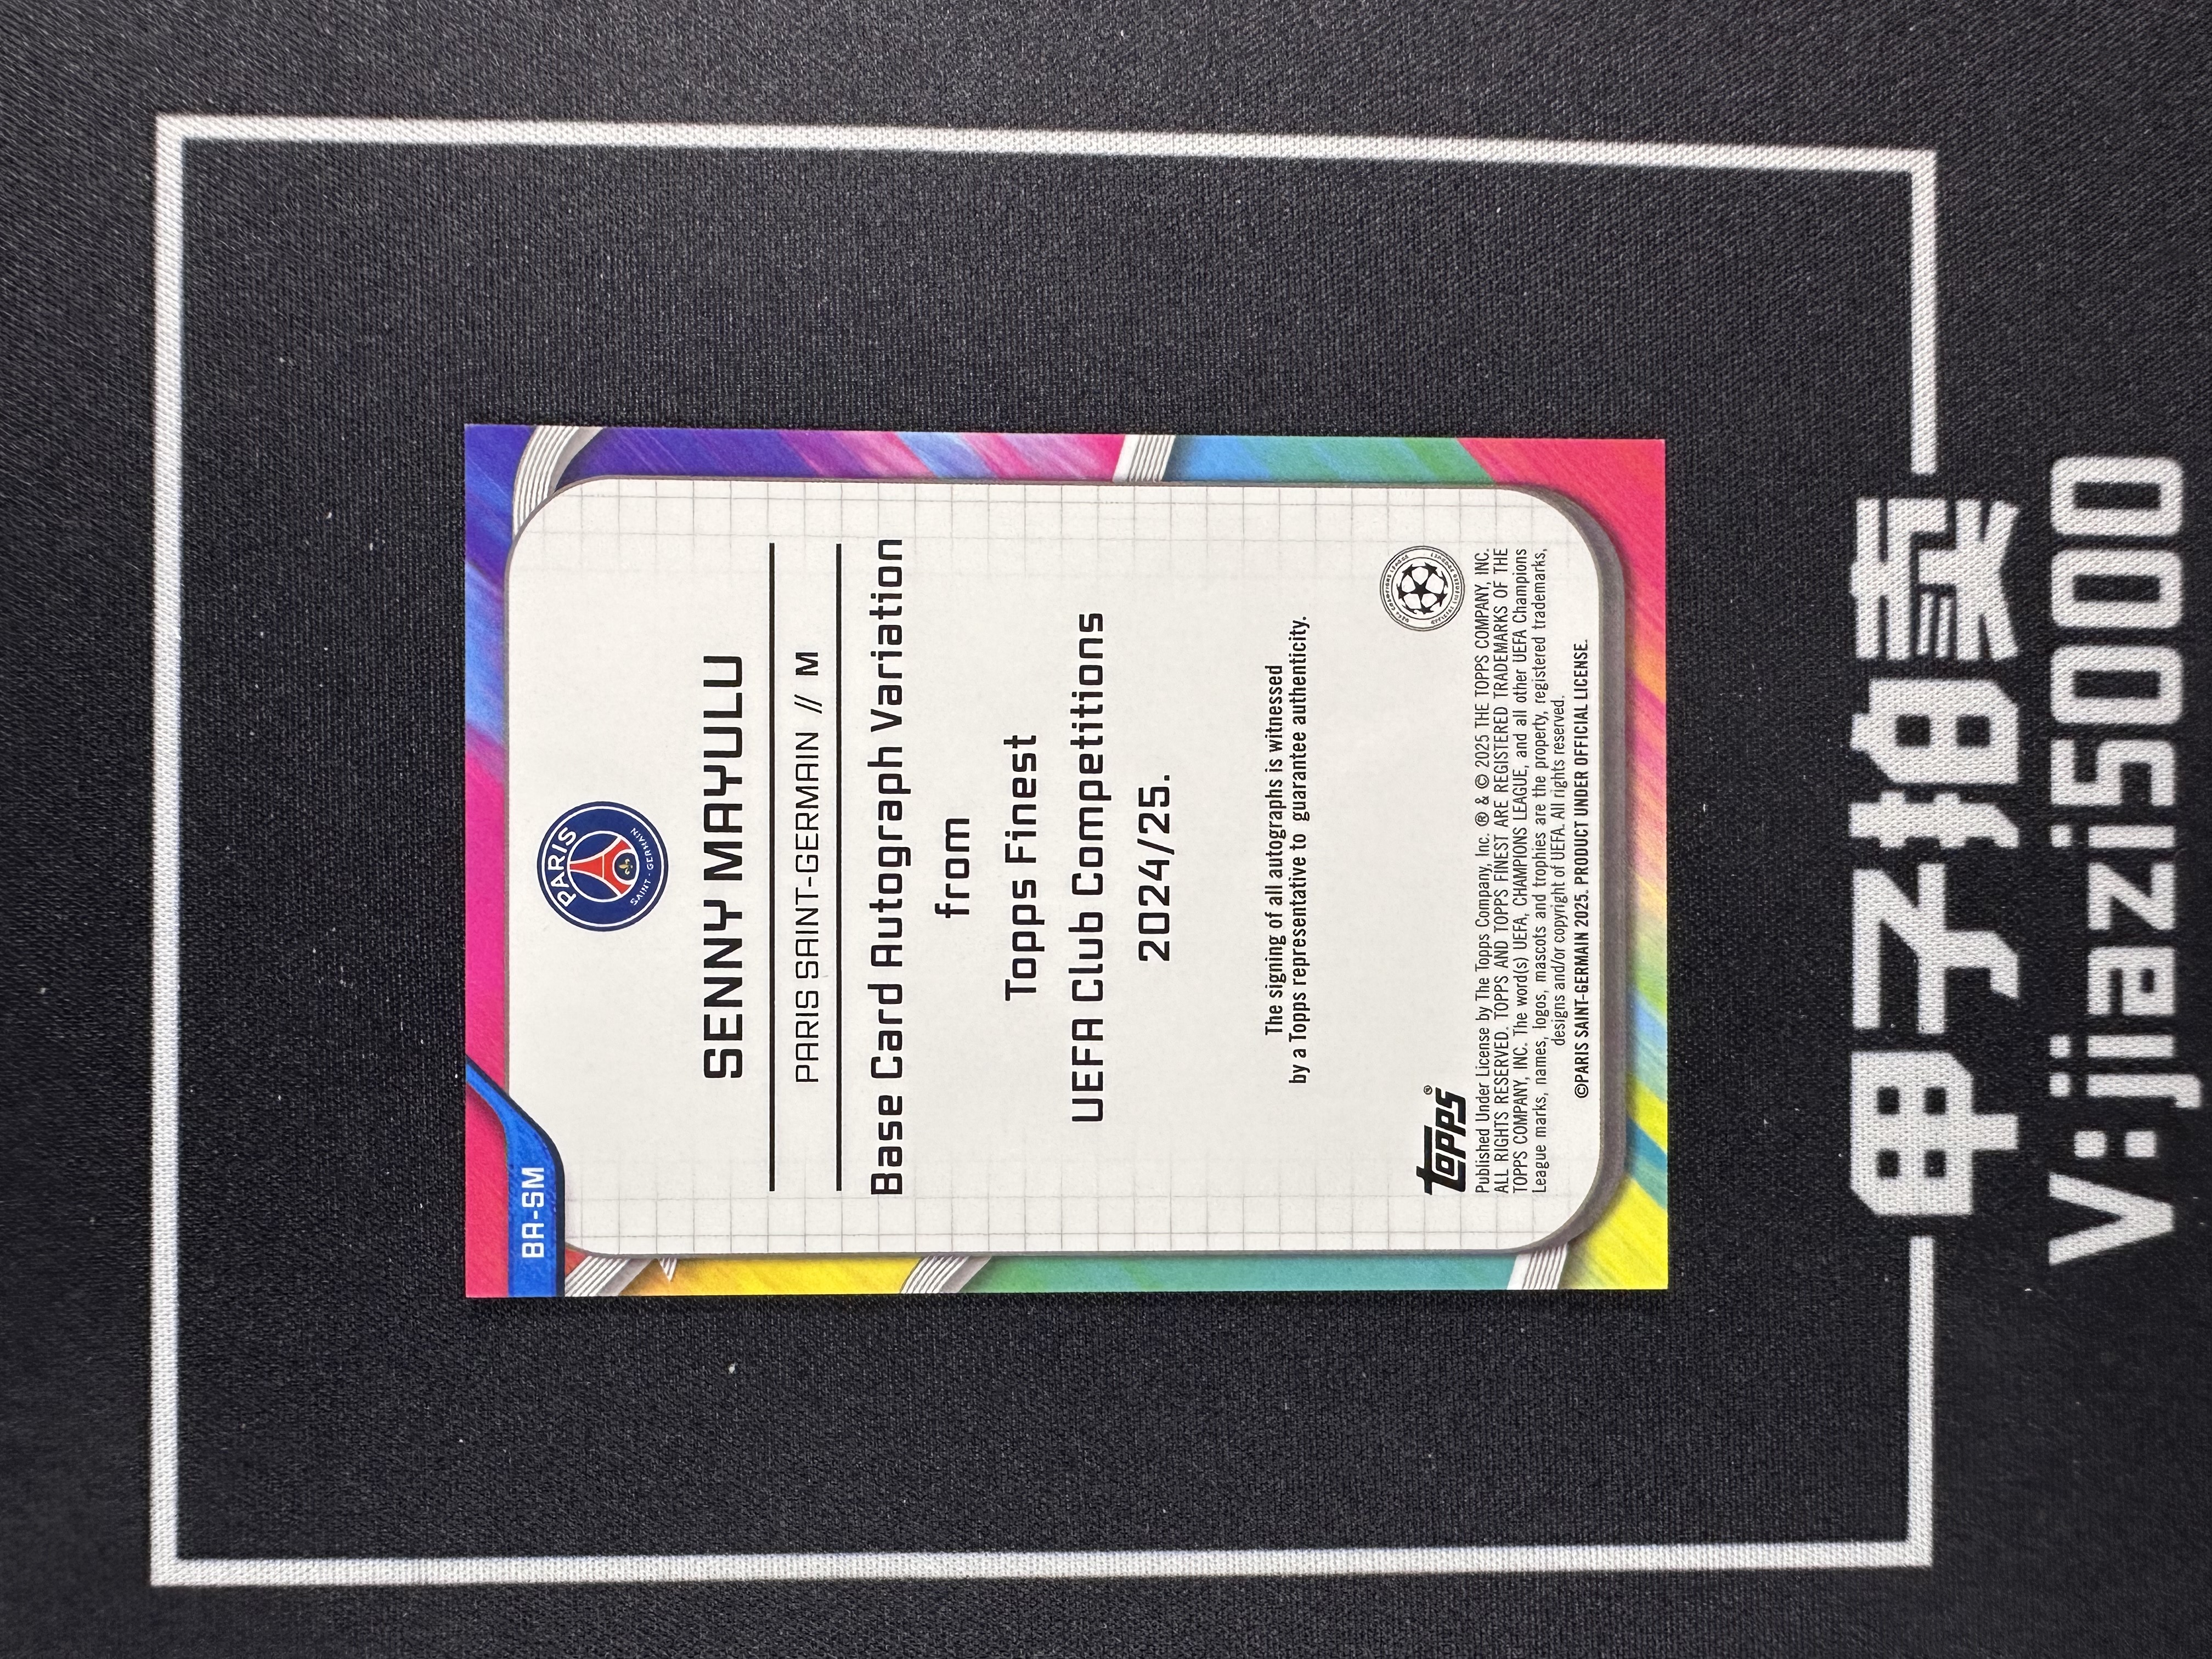 BA-SM
PARIS
SAINT-GERMAIN
SENNY MAYULU
PARIS SAINT-GERMAIN // M
Base Card Autograph Variation
from
Topps Finest
UEFA Club Competitions
2024/25.
The signing of all autographs is witnessed
by a Topps representative to guarantee authenticity.
topps®
Published Under License by The Topps Company, Inc. ® & © 2025 THE TOPPS COMPANY, INC.
ALL RIGHTS RESERVED. TOPPS AND TOPPS FINEST ARE REGISTERED TRADEMARKS OF THE
TOPPS COMPANY, INC. The word(s) UEFA, CHAMPIONS LEAGUE, and all other UEFA Champions
League marks, names, logos, mascots and trophies are the property, registered trademarks,
designs and/or copyright of UEFA. All rights reserved.
©PARIS SAINT-GERMAIN 2025. PRODUCT UNDER OFFICIAL LICENSE.
甲子拍卖
V:jiazi5000